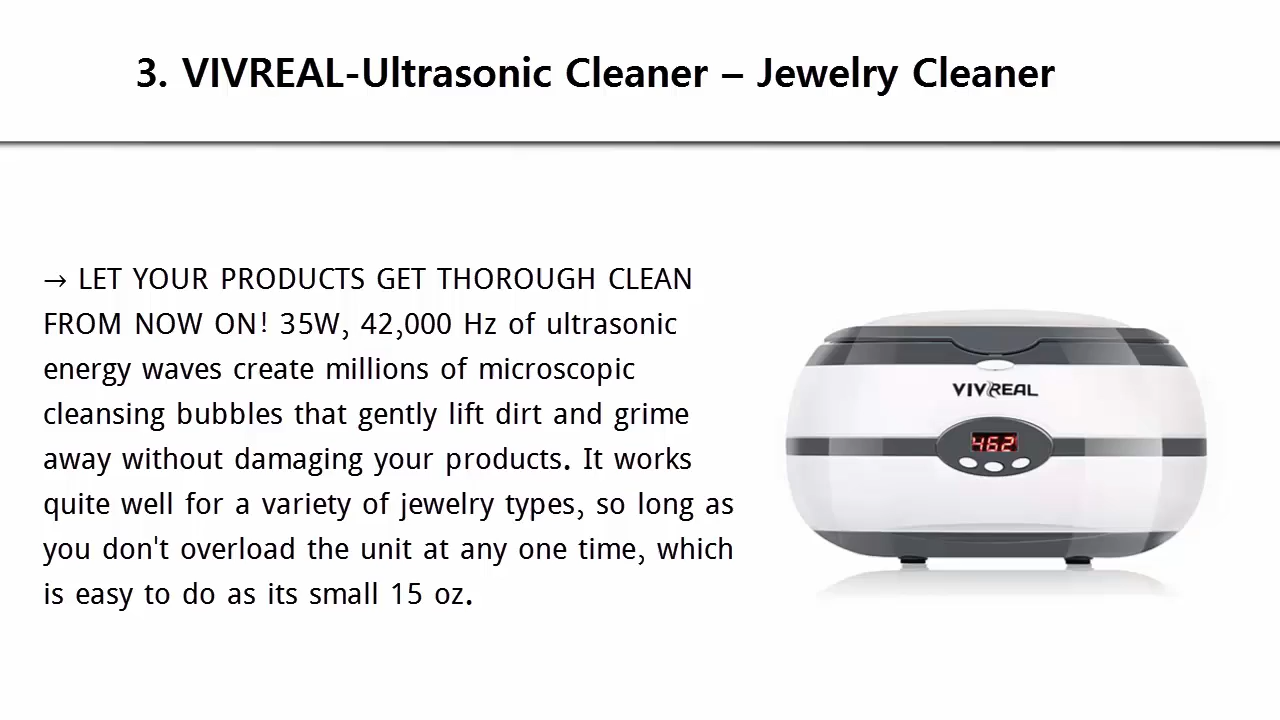 3. VIVREAL-Ultrasonic Cleaner – Jewelry Cleaner
→ LET YOUR PRODUCTS GET THOROUGH CLEAN
FROM NOW ON! 35W, 42,000 Hz of ultrasonic
energy waves create millions of microscopic
cleansing bubbles that gently lift dirt and grime
away without damaging your products. It works
quite well for a variety of jewelry types, so long as
you don't overload the unit at any one time, which
is easy to do as its small 15 oz.
VIVREAL
462